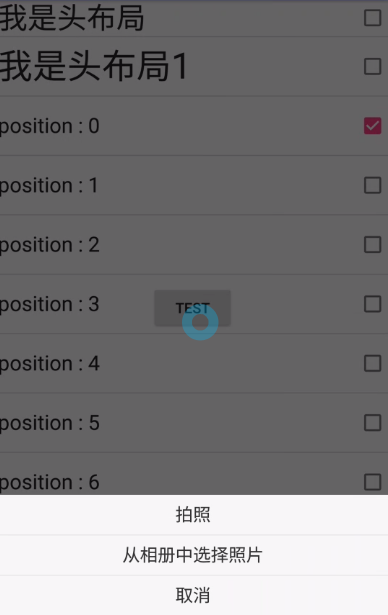 我是头布局
我是头布局1
position : 0
position : 1
position : 2
position : 3
TEST
position : 4
position : 5
position : 6
拍照
从相册中选择照片
取消